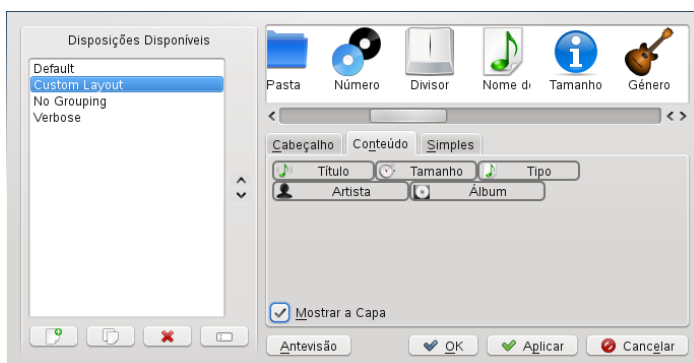 Disposições Disponíveis
Default
Custom Layout
No Grouping
Verbose
Pasta Número Divisor Nome d Tamanho Género
Cabeçalho Conteúdo Simples
Título Tamanho Tipo
Artista Álbum
Mostrar a Capa
Antevisão OK Aplicar Cancelar